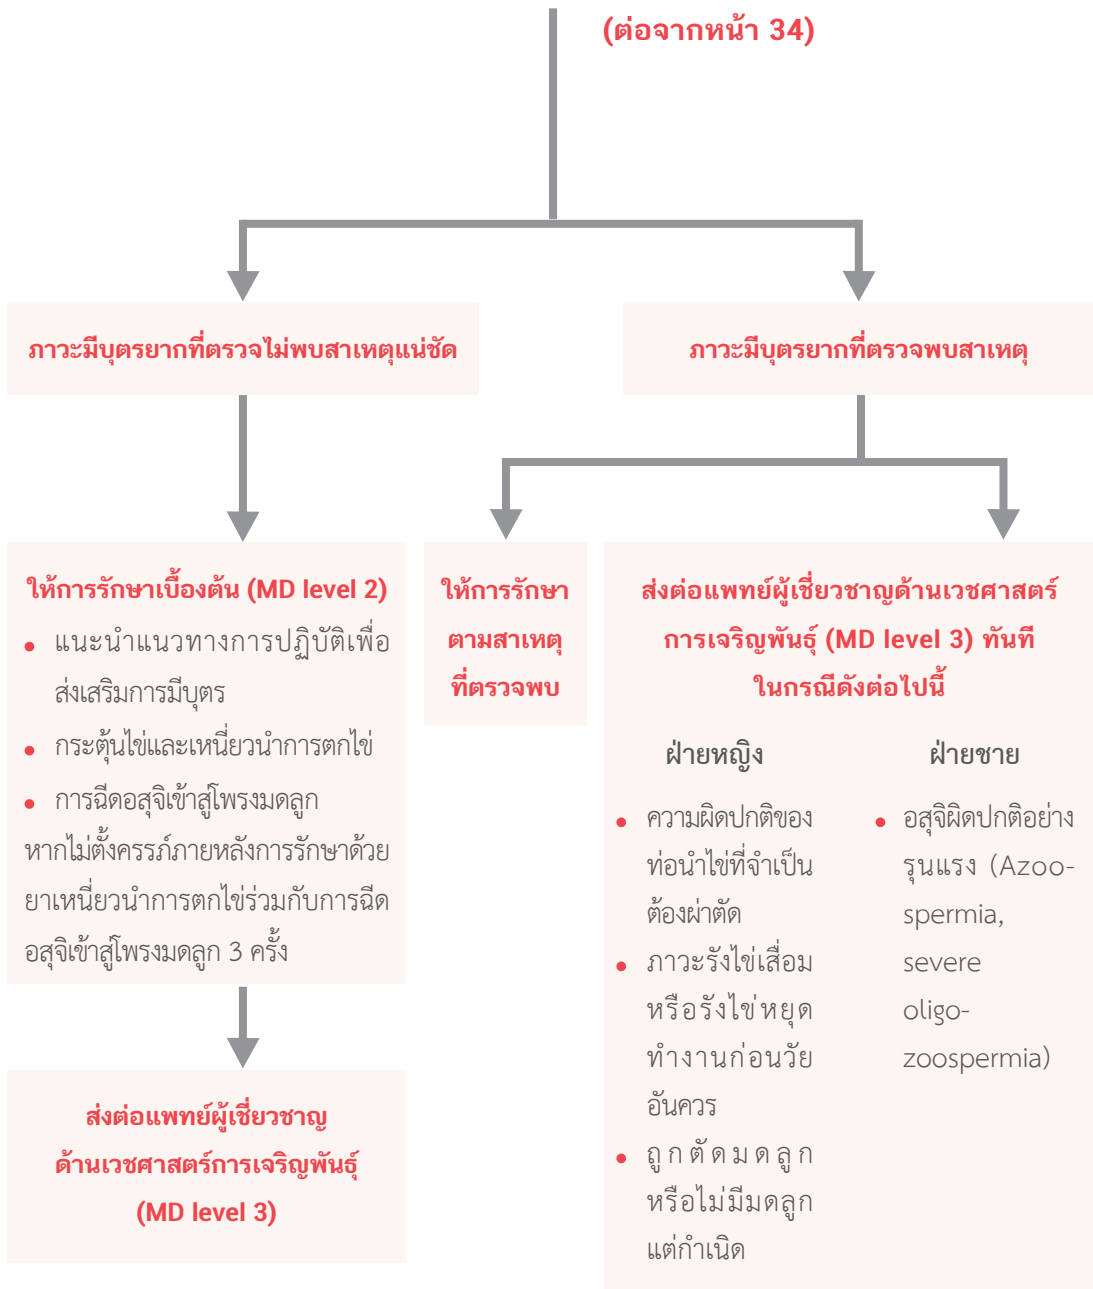 (ต่อจากหน้า 34)
ภาวะมีบุตรยากที่ตรวจไม่พบสาเหตุแน่ชัด
ภาวะมีบุตรยากที่ตรวจพบสาเหตุ
ให้การรักษาเบื้องต้น (MD level 2)
• แนะนำแนวทางการปฏิบัติเพื่อ
ส่งเสริมการมีบุตร
• กระตุ้นไข่และเหนี่ยวนำการตกไข่
• การฉีดอสุจิเข้าสู่โพรงมดลูก
หากไม่ตั้งครรภ์ภายหลังการรักษาด้วย
ยาเหนี่ยวนำการตกไข่ร่วมกับการฉีด
อสุจิเข้าสู่โพรงมดลูก 3 ครั้ง
ส่งต่อแพทย์ผู้เชี่ยวชาญ
ด้านเวชศาสตร์การเจริญพันธุ์
(MD level 3)
ให้การรักษา
ตามสาเหตุ
ที่ตรวจพบ
ส่งต่อแพทย์ผู้เชี่ยวชาญด้านเวชศาสตร์
การเจริญพันธุ์ (MD level 3) ทันที
ในกรณีดังต่อไปนี้
ฝ่ายหญิง
• ความผิดปกติของ
ท่อนำไข่ที่จำเป็น
ต้องผ่าตัด
• ภาวะรังไข่เสื่อม
หรือรังไข่หยุด
ทำงานก่อนวัย
อันควร
• ถูกตัดมดลูก
หรือไม่มีมดลูก
แต่กำเนิด
ฝ่ายชาย
• อสุจิผิดปกติอย่าง
รุนแรง (Azoo-
spermia,
severe
oligo-
zoospermia)